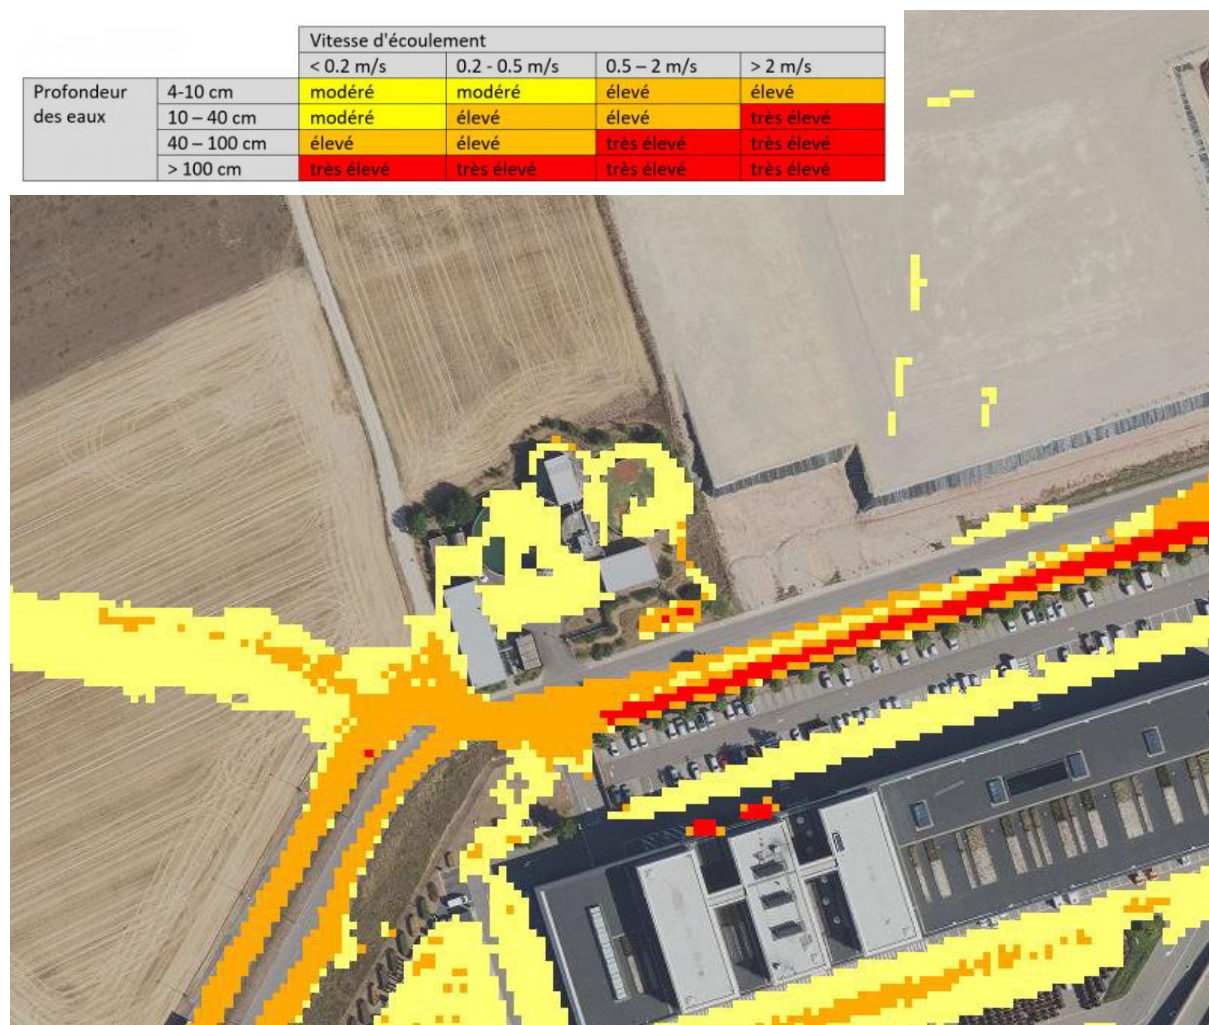 Vitesse d'écoulement
< 0.2 m/s 0.2 - 0.5 m/s 0.5 – 2 m/s > 2 m/s
Profondeur des eaux 4-10 cm modéré modéré élevé élevé
10 – 40 cm modéré élevé élevé très élevé
40 – 100 cm élevé élevé très élevé très élevé
> 100 cm très élevé très élevé très élevé très élevé